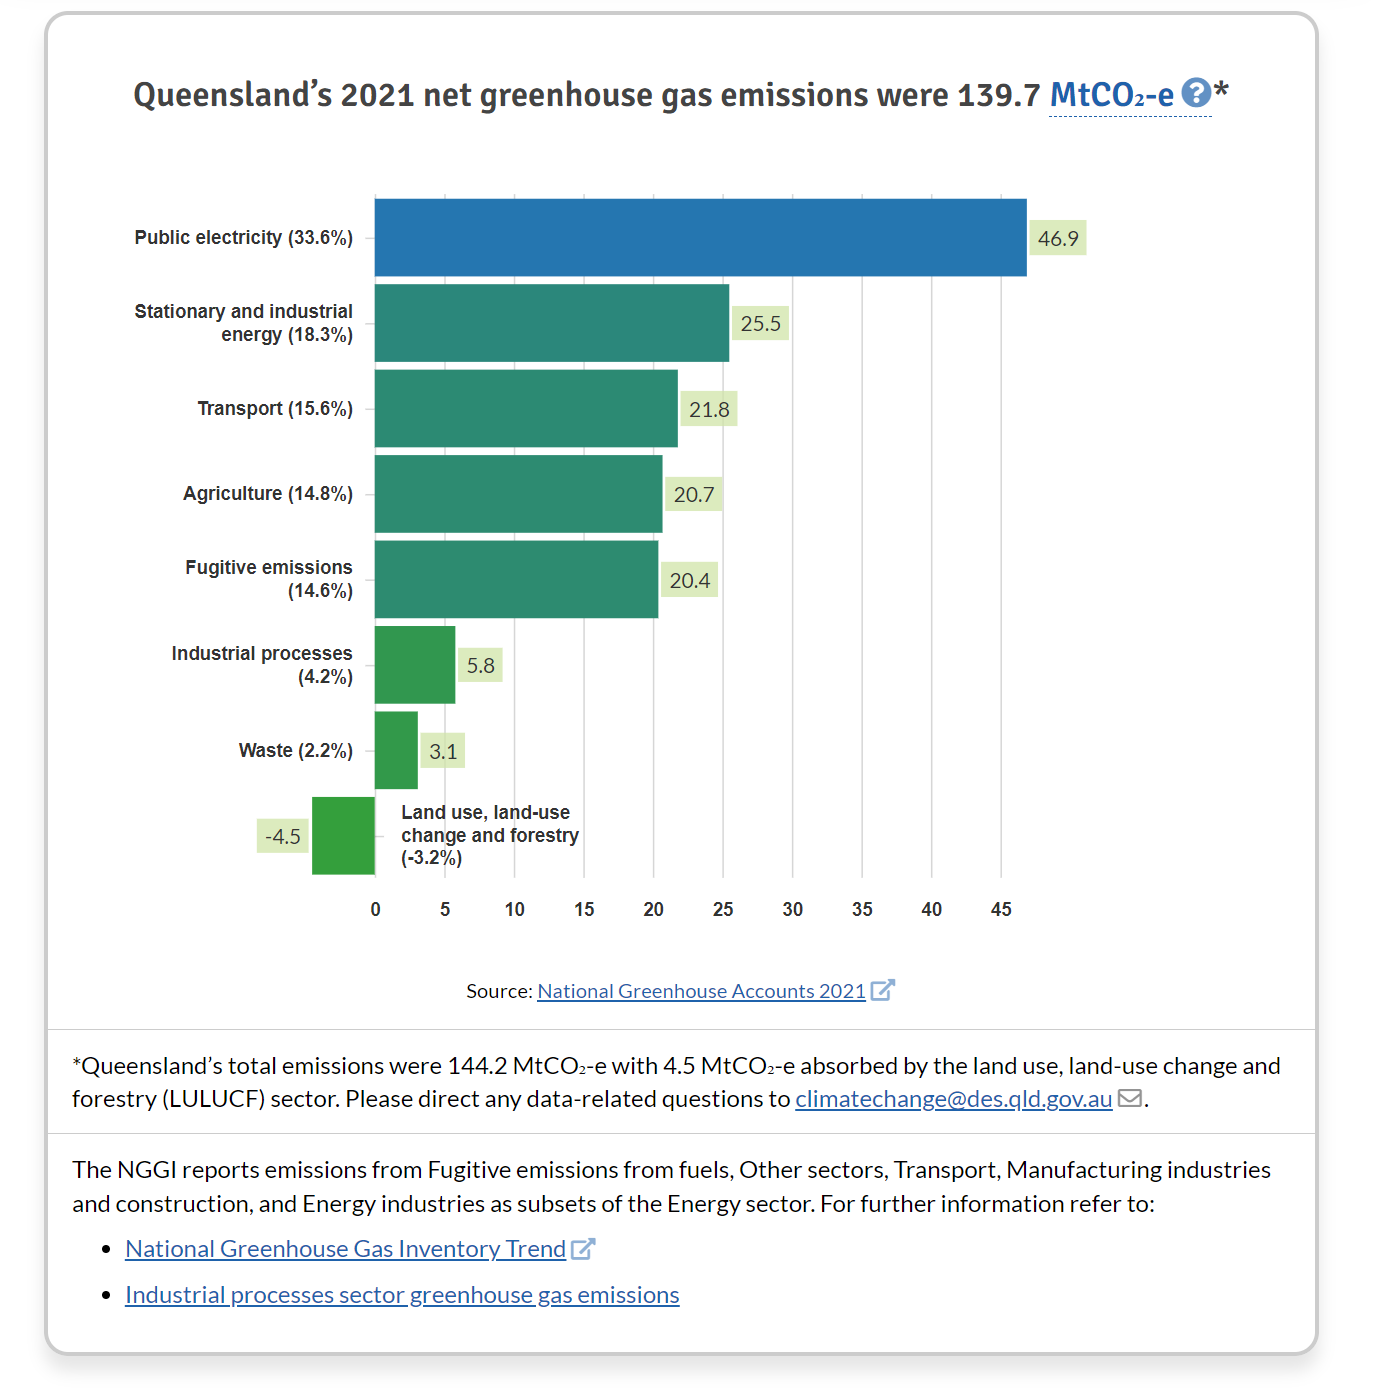 Queensland’s 2021 net greenhouse gas emissions were 139.7 MtCO₂-e ?*
Public electricity (33.6%)
46.9
Stationary and industrial
energy (18.3%)
25.5
Transport (15.6%)
21.8
Agriculture (14.8%)
20.7
Fugitive emissions
(14.6%)
20.4
Industrial processes
(4.2%)
5.8
Waste (2.2%)
3.1
-4.5
Land use, land-use
change and forestry
(-3.2%)
0 5 10 15 20 25 30 35 40 45
Source: National Greenhouse Accounts 2021
*Queensland’s total emissions were 144.2 MtCO₂-e with 4.5 MtCO₂-e absorbed by the land use, land-use change and
forestry (LULUCF) sector. Please direct any data-related questions to climatechange@des.qld.gov.au.
The NGGI reports emissions from Fugitive emissions from fuels, Other sectors, Transport, Manufacturing industries
and construction, and Energy industries as subsets of the Energy sector. For further information refer to:
• National Greenhouse Gas Inventory Trend
• Industrial processes sector greenhouse gas emissions